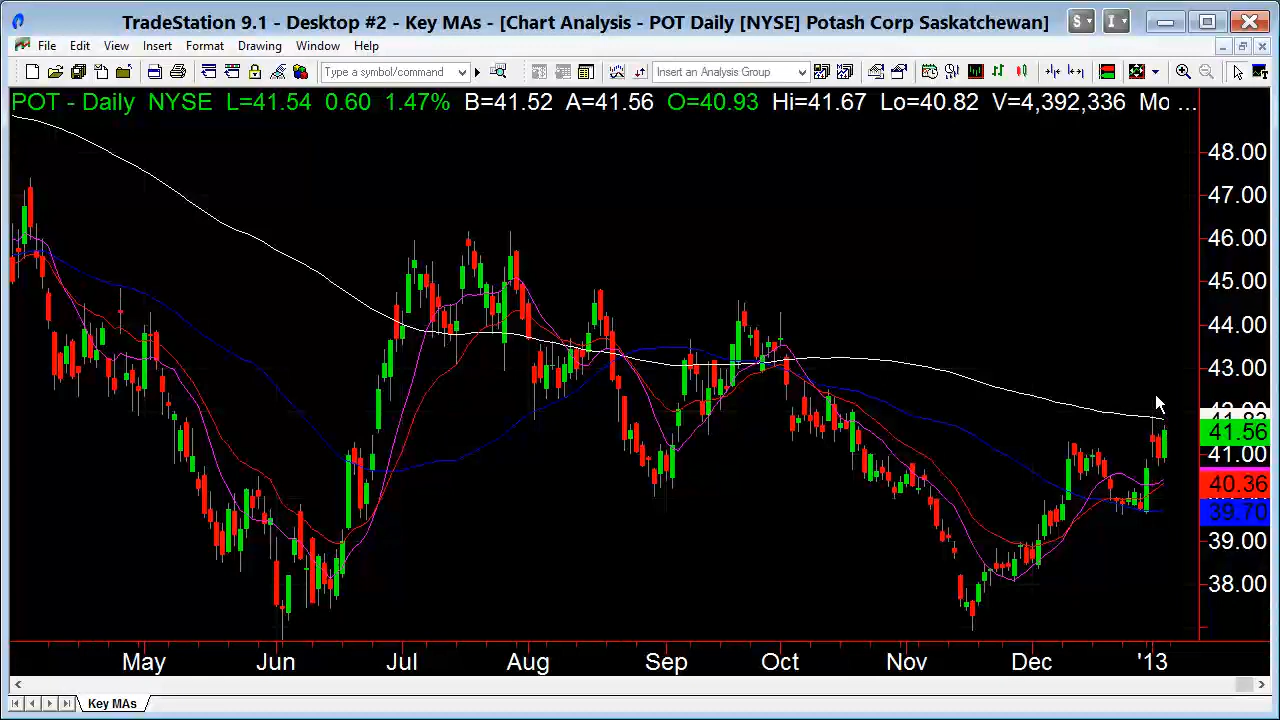 TradeStation 9.1 - Desktop #2 - Key MAs - [Chart Analysis - POT Daily [NYSE] Potash Corp Saskatchewan]
S I
File Edit View Insert Format Drawing Window Help
Type a symbol/command Insert an Analysis Group
POT - Daily NYSE L=41.54 0.60 1.47% B=41.52 A=41.56 O=40.93 Hi=41.67 Lo=40.82 V=4,392,336 Mo ...
48.00
47.00
46.00
45.00
44.00
43.00
41.56
41.00
40.36
39.70
39.00
38.00
May Jun Jul Aug Sep Oct Nov Dec '13
Key MAs